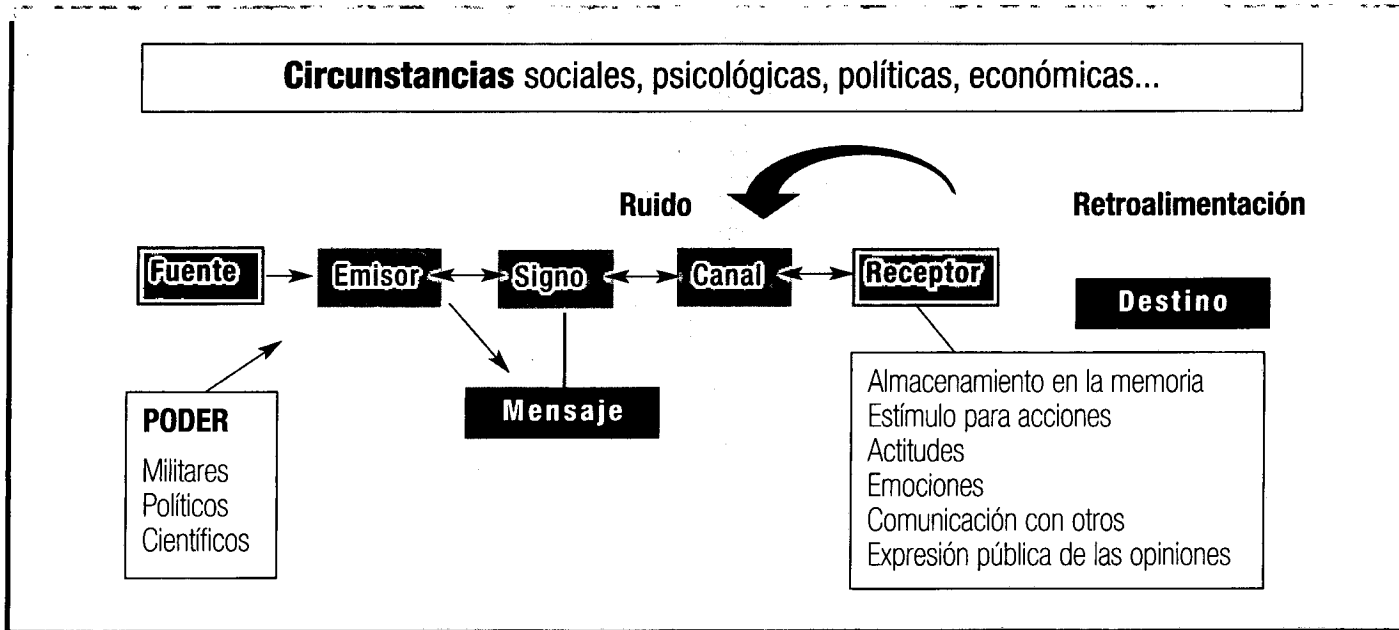 Circunstancias sociales, psicológicas, políticas, económicas...
Ruido
Retroalimentación
Fuente
Emisor
Signo
Canal
Receptor
Destino
Mensaje
PODER
Militares
Políticos
Científicos
Almacenamiento en la memoria
Estímulo para acciones
Actitudes
Emociones
Comunicación con otros
Expresión pública de las opiniones